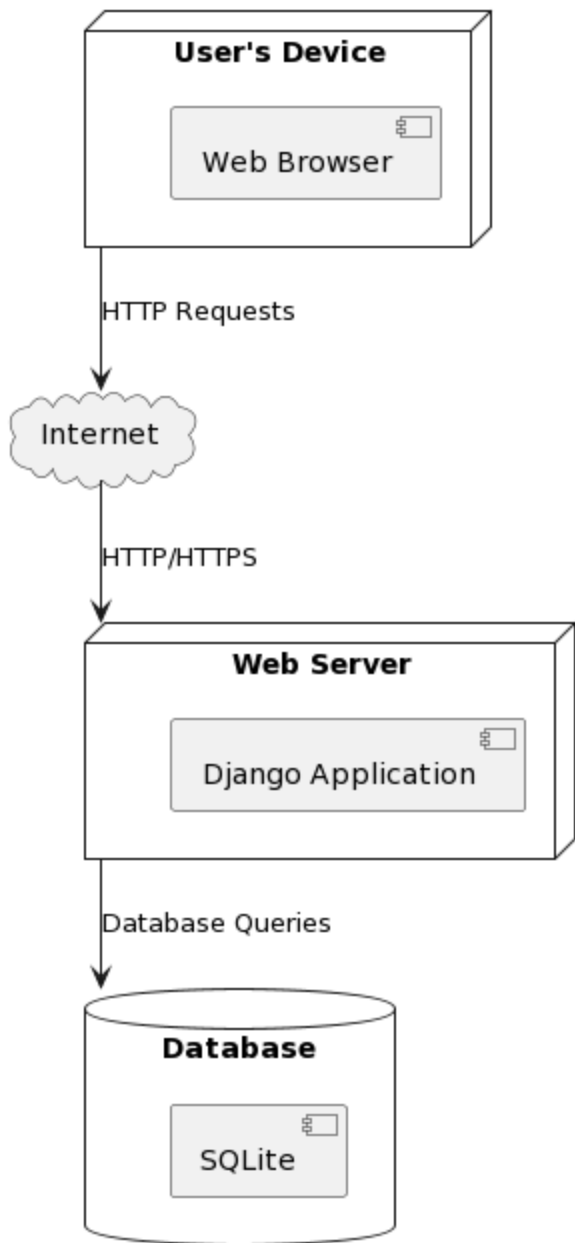 User's Device
Web Browser
HTTP Requests
Internet
HTTP/HTTPS
Web Server
Django Application
Database Queries
Database
SQLite